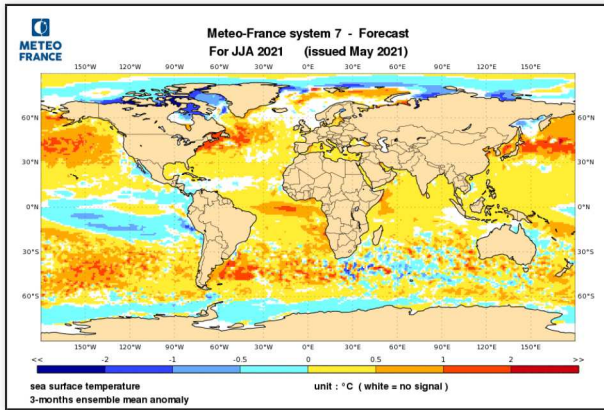 METEO
FRANCE
Meteo-France system 7 - Forecast
For JJA 2021 (issued May 2021)
150°W 120°W 90°W 60°W 30°W 0°E 30°E 60°E 90°E 120°E 150°E
60°N 60°N
30°N 30°N
0°N 0°N
30°S 30°S
60°S 60°S
150°W 120°W 90°W 60°W 30°W 0°E 30°E 60°E 90°E 120°E 150°E
<< -2 -1 -0.5 0 0.5 1 2 >>
sea surface temperature unit : °C ( white = no signal )
3-months ensemble mean anomaly